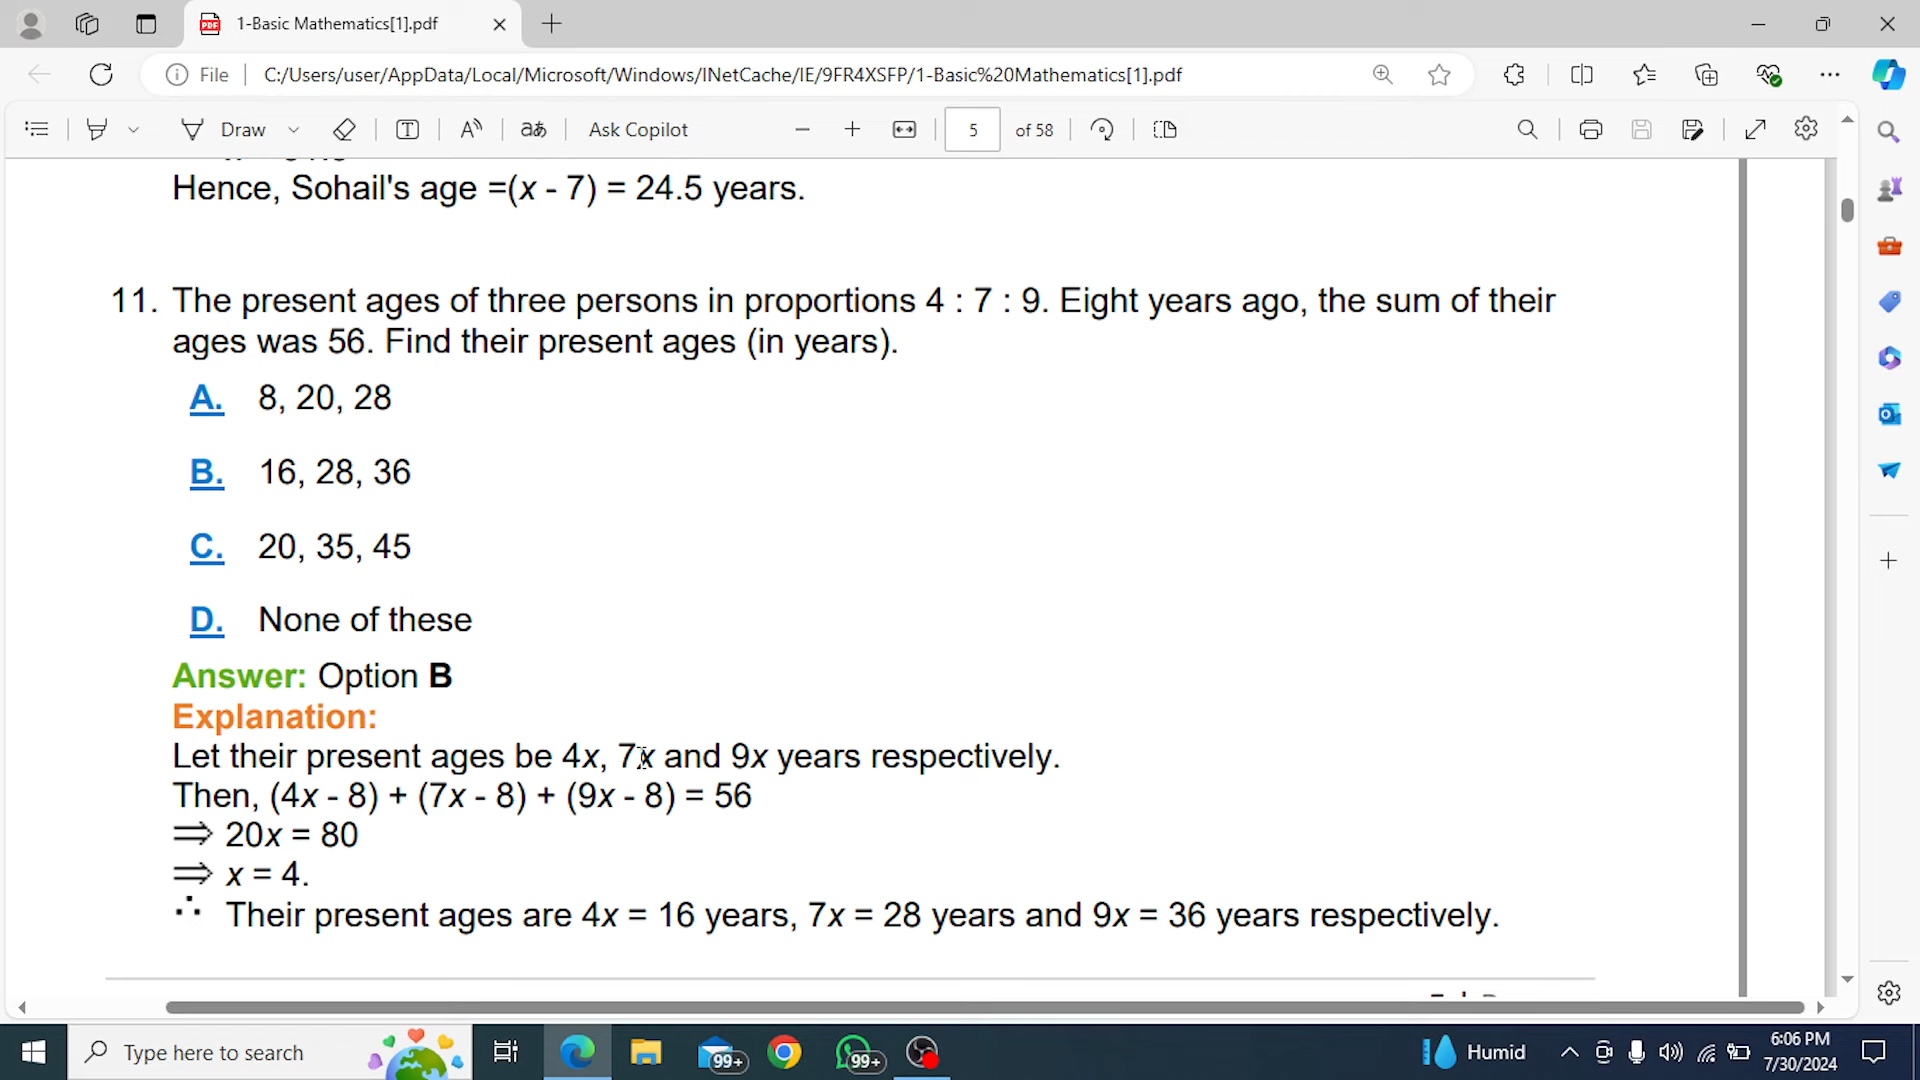 1-Basic Mathematics[1].pdf
File
C:/Users/user/AppData/Local/Microsoft/Windows/INetCache/IE/9FR4XSFP/1-Basic%20Mathematics[1].pdf
Draw
Ask Copilot
5
of 58
Hence, Sohail's age =(x - 7) = 24.5 years.
11. The present ages of three persons in proportions 4 : 7 : 9. Eight years ago, the sum of their
ages was 56. Find their present ages (in years).
A. 8, 20, 28
B. 16, 28, 36
C. 20, 35, 45
D. None of these
Answer: Option B
Explanation:
Let their present ages be 4x, 7x and 9x years respectively.
Then, (4x - 8) + (7x - 8) + (9x - 8) = 56
⇒ 20x = 80
⇒ x = 4.
∴ Their present ages are 4x = 16 years, 7x = 28 years and 9x = 36 years respectively.
Type here to search
99+
99+
Humid
6:06 PM
7/30/2024